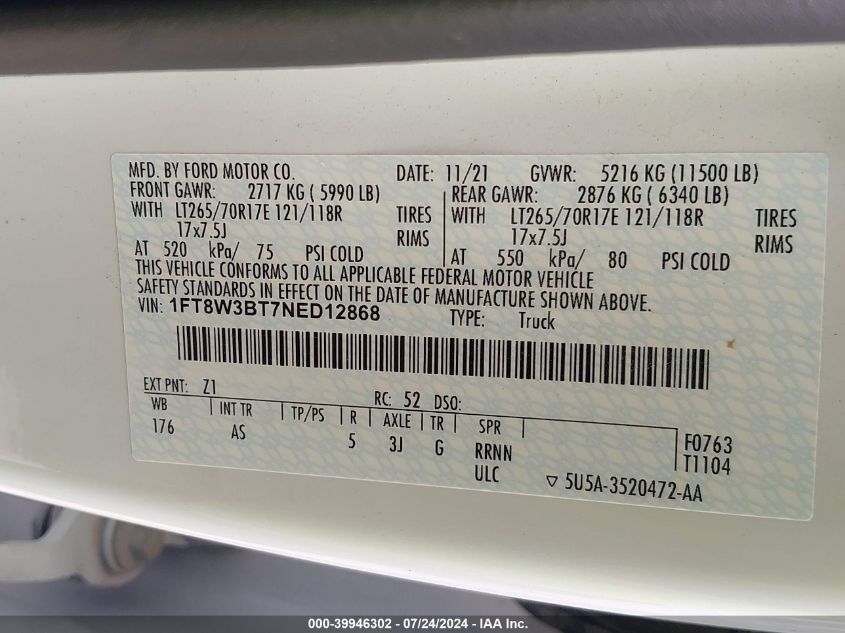 MFD. BY FORD MOTOR CO. DATE: 11/21 GVWR: 5216 KG (11500 LB)
FRONT GAWR: 2717 KG ( 5990 LB) REAR GAWR: 2876 KG ( 6340 LB)
WITH LT265/70R17E 121/118R TIRES WITH LT265/70R17E 121/118R TIRES
17x7.5J RIMS 17x7.5J RIMS
AT 520 kPa/ 75 PSI COLD AT 550 kPa/ 80 PSI COLD
THIS VEHICLE CONFORMS TO ALL APPLICABLE FEDERAL MOTOR VEHICLE
SAFETY STANDARDS IN EFFECT ON THE DATE OF MANUFACTURE SHOWN ABOVE.
VIN: 1FT8W3BT7NED12868 TYPE: Truck
EXT PNT: Z1 RC: 52 DSO:
WB INT TR TP/PS R AXLE TR SPR
176 AS 5 3J G RRNN F0763
ULC T1104
▽ 5U5A-3520472-AA
000-39946302 - 07/24/2024 - IAA Inc.